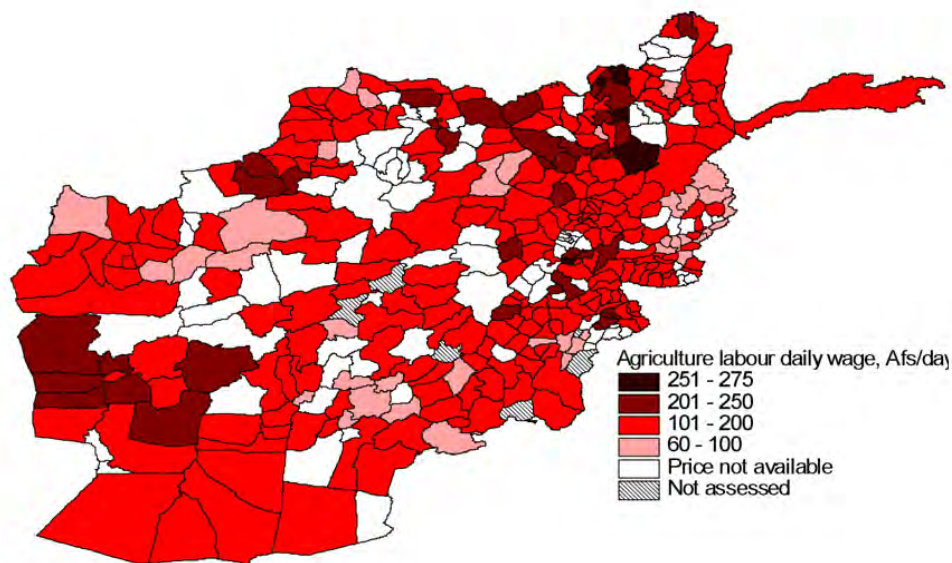 Agriculture labour daily wage, Afs/day
251 - 275
201 - 250
101 - 200
60 - 100
Price not available
Not assessed